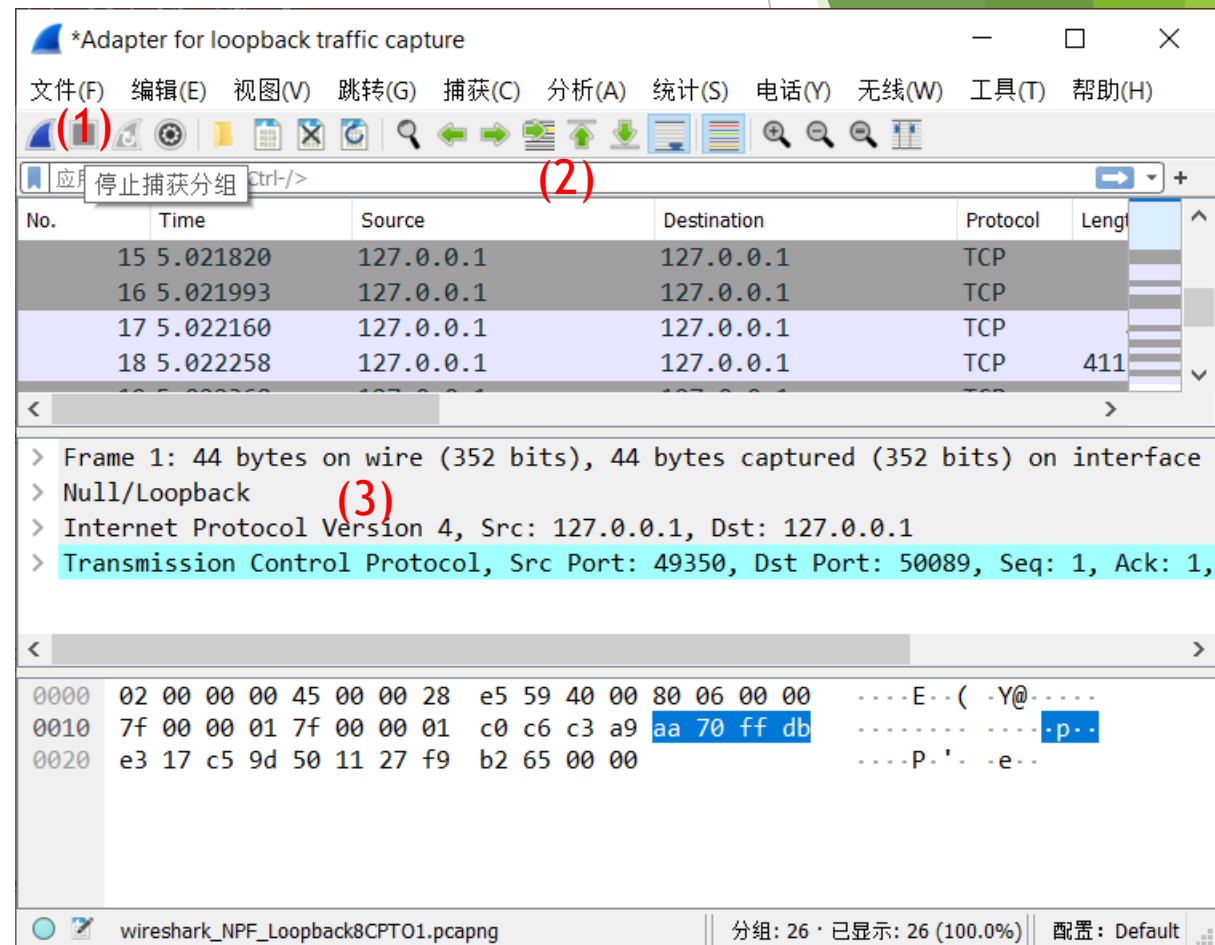 *Adapter for loopback traffic capture
文件(F) 编辑(E) 视图(V) 跳转(G) 捕获(C) 分析(A) 统计(S) 电话(Y) 无线(W) 工具(T) 帮助(H)
(1)
应 停止捕获分组 Ctrl-/> (2) +
No. Time Source Destination Protocol Lengt
15 5.021820 127.0.0.1 127.0.0.1 TCP
16 5.021993 127.0.0.1 127.0.0.1 TCP
17 5.022160 127.0.0.1 127.0.0.1 TCP
18 5.022258 127.0.0.1 127.0.0.1 TCP 411
> Frame 1: 44 bytes on wire (352 bits), 44 bytes captured (352 bits) on interface
> Null/Loopback
(3)
> Internet Protocol Version 4, Src: 127.0.0.1, Dst: 127.0.0.1
> Transmission Control Protocol, Src Port: 49350, Dst Port: 50089, Seq: 1, Ack: 1,
0000 02 00 00 00 45 00 00 28 e5 59 40 00 80 06 00 00 ····E··( ·Y@·····
0010 7f 00 00 01 7f 00 00 01 c0 c6 c3 a9 aa 70 ff db ········ ·····p··
0020 e3 17 c5 9d 50 11 27 f9 b2 65 00 00 ····P·'· ·e··
wireshark_NPF_Loopback8CPTO1.pcapng 分组: 26 · 已显示: 26 (100.0%) 配置: Default